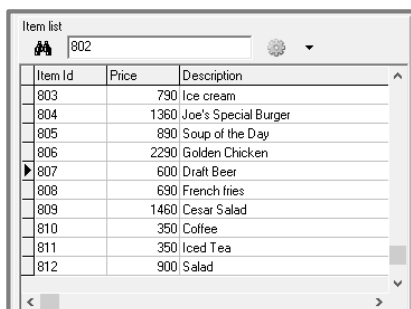 Item list
802
Item Id Price Description
803 790 Ice cream
804 1360 Joe's Special Burger
805 890 Soup of the Day
806 2290 Golden Chicken
807 600 Draft Beer
808 690 French fries
809 1460 Cesar Salad
810 350 Coffee
811 350 Iced Tea
812 900 Salad